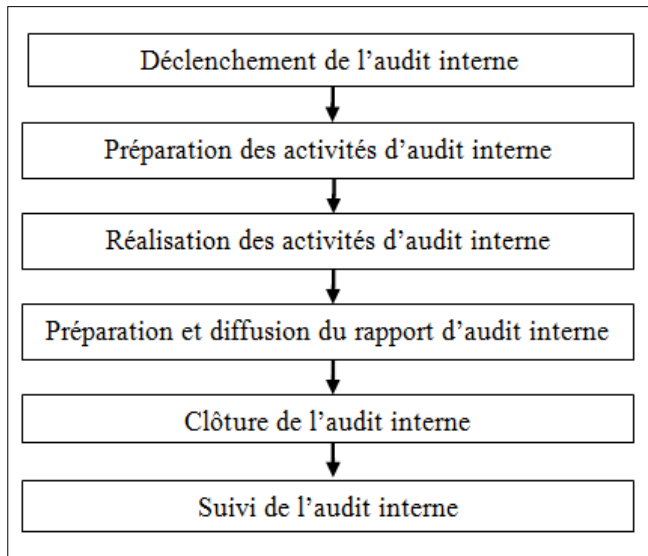 Déclenchement de l’audit interne
Préparation des activités d’audit interne
Réalisation des activités d’audit interne
Préparation et diffusion du rapport d’audit interne
Clôture de l’audit interne
Suivi de l’audit interne